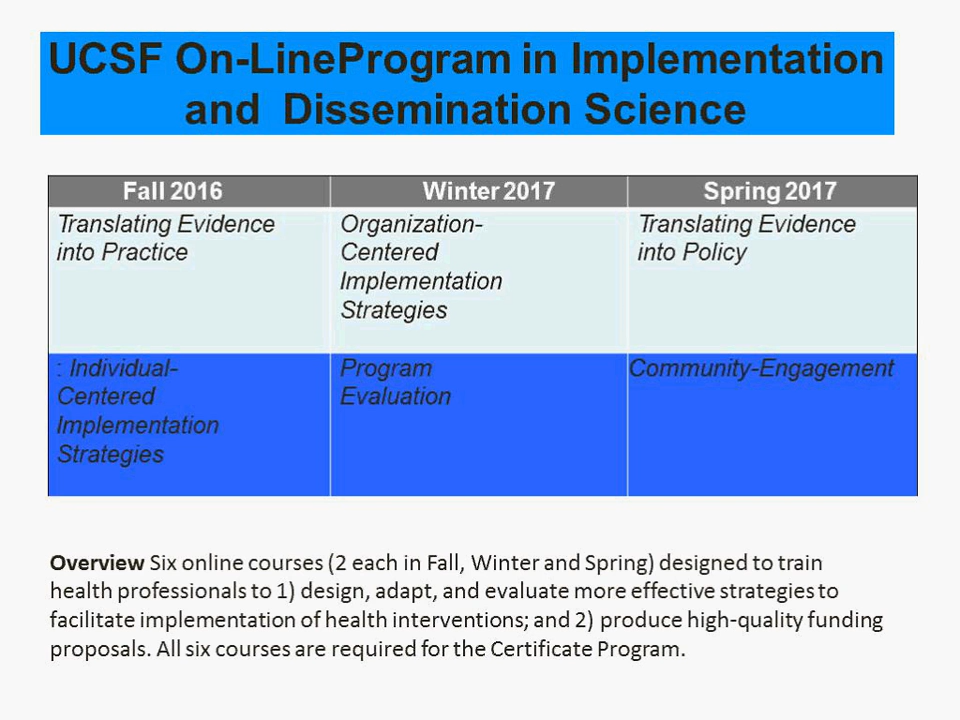 UCSF On-LineProgram in Implementation
and Dissemination Science
Fall 2016 Winter 2017 Spring 2017
Translating Evidence
into Practice
Organization-
Centered
Implementation
Strategies
Translating Evidence
into Policy
: Individual-
Centered
Implementation
Strategies
Program
Evaluation
Community-Engagement
Overview Six online courses (2 each in Fall, Winter and Spring) designed to train
health professionals to 1) design, adapt, and evaluate more effective strategies to
facilitate implementation of health interventions; and 2) produce high-quality funding
proposals. All six courses are required for the Certificate Program.